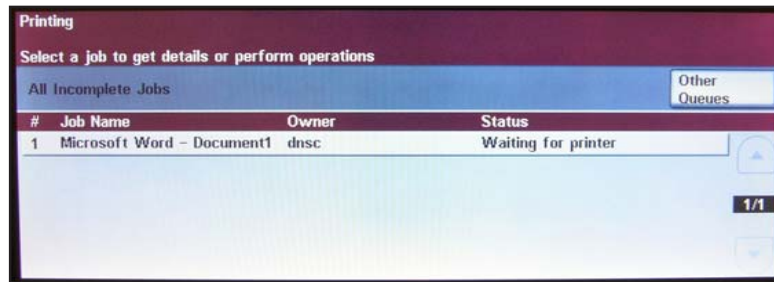 Printing
Select a job to get details or perform operations
All Incomplete Jobs
Other
Queues
# Job Name Owner Status
1 Microsoft Word - Document1 dnsc Waiting for printer
1/1